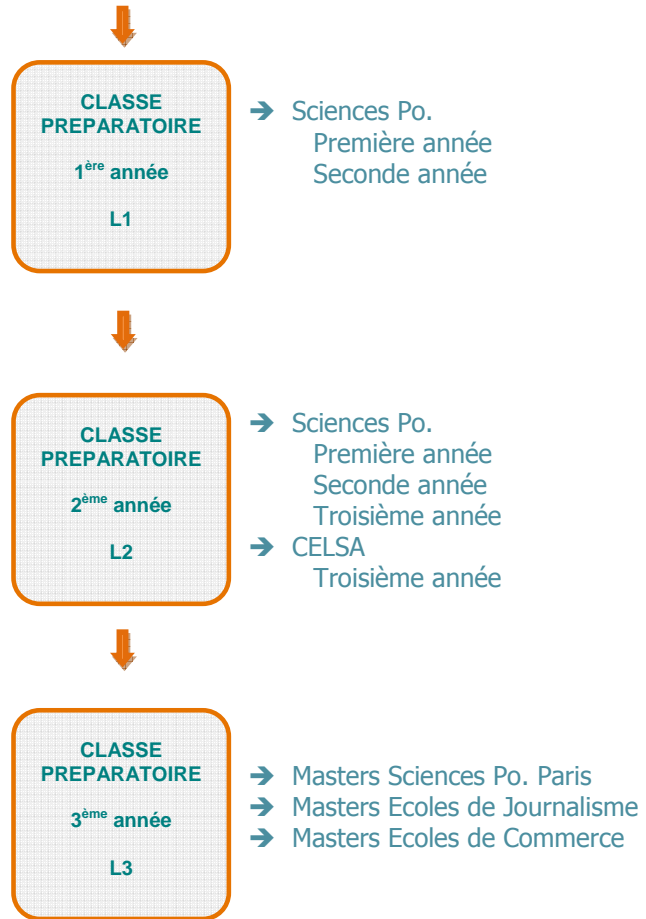 CLASSE
PREPARATOIRE
1ère année
L1
➔ Sciences Po.
Première année
Seconde année
CLASSE
PREPARATOIRE
2ème année
L2
➔ Sciences Po.
Première année
Seconde année
Troisième année
➔ CELSA
Troisième année
CLASSE
PREPARATOIRE
3ème année
L3
➔ Masters Sciences Po. Paris
➔ Masters Ecoles de Journalisme
➔ Masters Ecoles de Commerce